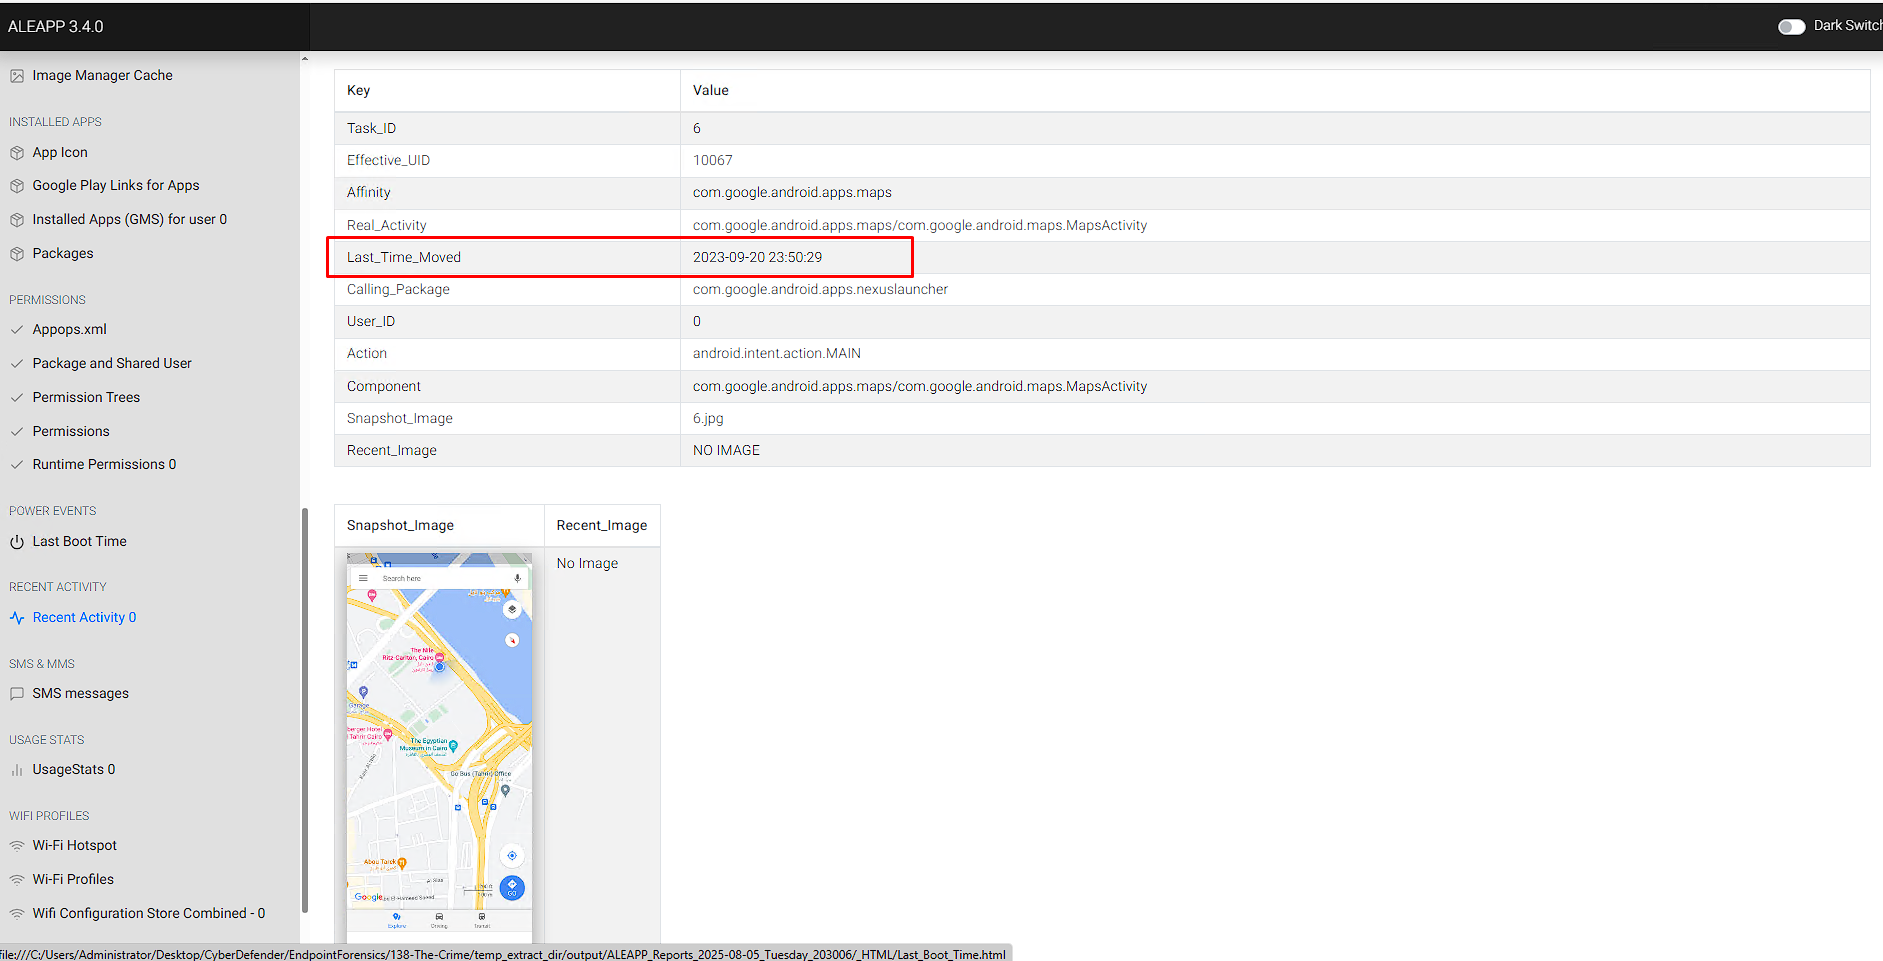 ALEAPP 3.4.0
Dark Switch
Image Manager Cache
INSTALLED APPS
App Icon
Google Play Links for Apps
Installed Apps (GMS) for user 0
Packages
PERMISSIONS
Appops.xml
Package and Shared User
Permission Trees
Permissions
Runtime Permissions 0
POWER EVENTS
Last Boot Time
RECENT ACTIVITY
Recent Activity 0
SMS & MMS
SMS messages
USAGE STATS
UsageStats 0
WIFI PROFILES
Wi-Fi Hotspot
Wi-Fi Profiles
Wifi Configuration Store Combined - 0
Key Value
Task_ID 6
Effective_UID 10067
Affinity com.google.android.apps.maps
Real_Activity com.google.android.apps.maps/com.google.android.maps.MapsActivity
Last_Time_Moved 2023-09-20 23:50:29
Calling_Package com.google.android.apps.nexuslauncher
User_ID 0
Action android.intent.action.MAIN
Component com.google.android.apps.maps/com.google.android.maps.MapsActivity
Snapshot_Image 6.jpg
Recent_Image NO IMAGE
Snapshot_Image Recent_Image
No Image
Search here
The Nile
Ritz-Carlton, Cairo
Garage
The Egyptian
Museum in Cairo
Go Bus (Tahrir) Office
Abou Tarek
GO
Google
Explore Driving Transit
file:///C:/Users/Administrator/Desktop/CyberDefender/EndpointForensics/138-The-Crime/temp_extract_dir/output/ALEAPP_Reports_2025-08-05_Tuesday_203006/_HTML/Last_Boot_Time.html